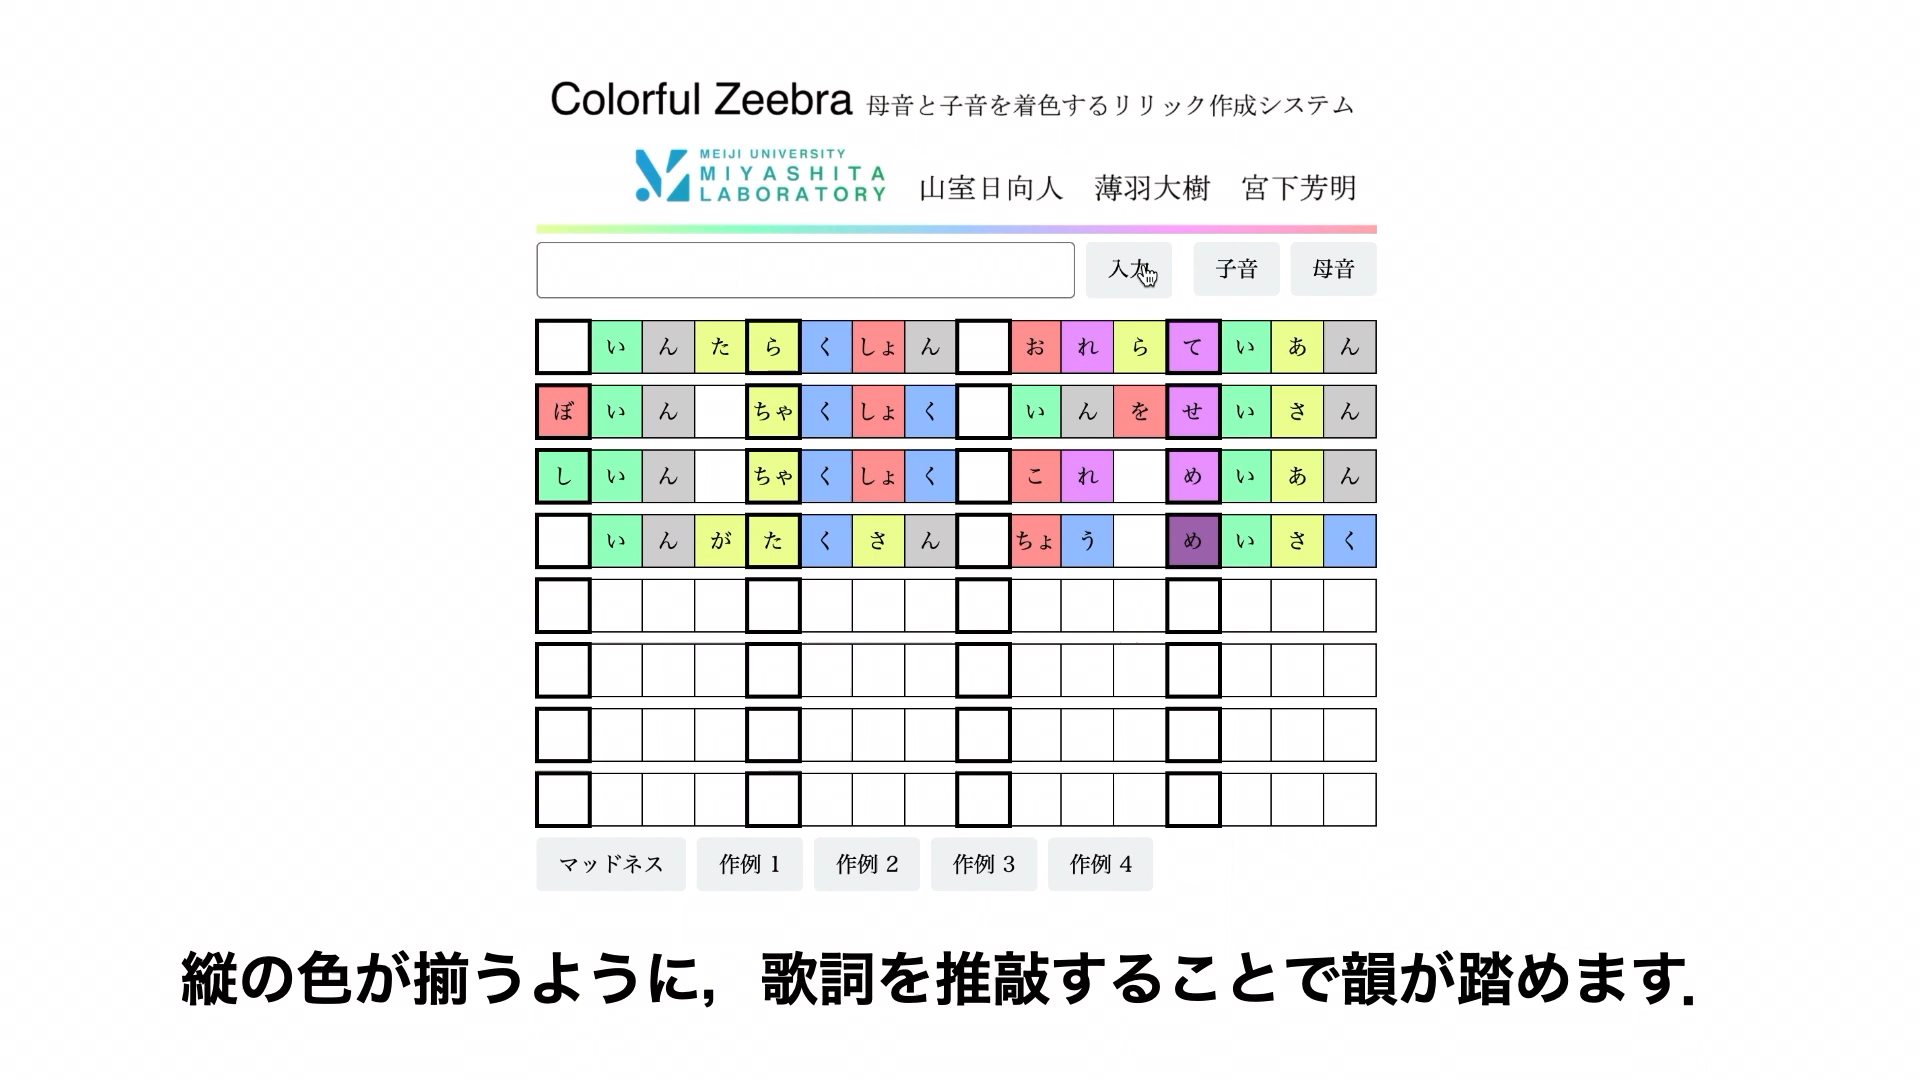 Colorful Zeebra 母音と子音を着色するリリック作成システム
MEIJI UNIVERSITY
MIYASHITA
LABORATORY
山室日向人 薄羽大樹 宮下芳明
入力 子音 母音
い ん た ら く しょ ん お れ ら て い あ ん
ぼ い ん ちゃ く しょ く い ん を せ い さ ん
し い ん ちゃ く しょ く こ れ め い あ ん
い ん が た く さ ん ちょ う め い さ く
マッドネス 作例 1 作例 2 作例 3 作例 4
縦の色が揃うように，歌詞を推敲することで韻が踏めます．